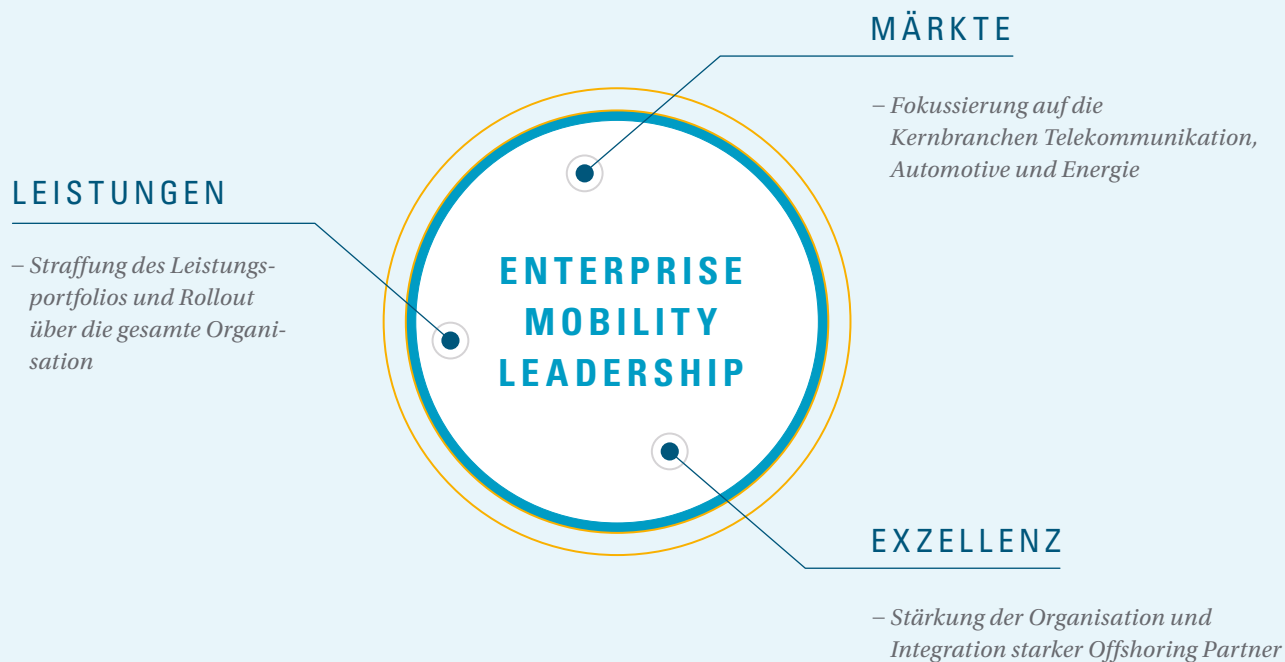 MÄRKTE
– Fokussierung auf die
Kernbranchen Telekommunikation,
Automotive und Energie
LEISTUNGEN
– Straffung des Leistungs-
portfolios und Rollout
über die gesamte Organi-
sation
ENTERPRISE
MOBILITY
LEADERSHIP
EXZELLENZ
– Stärkung der Organisation und
Integration starker Offshoring Partner